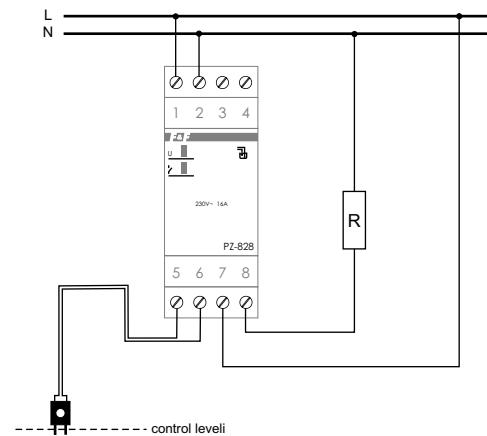 L
N
1 2 3 4
F&F
U
230V~ 16A
PZ-828
5 6 7 8
R
control leveli